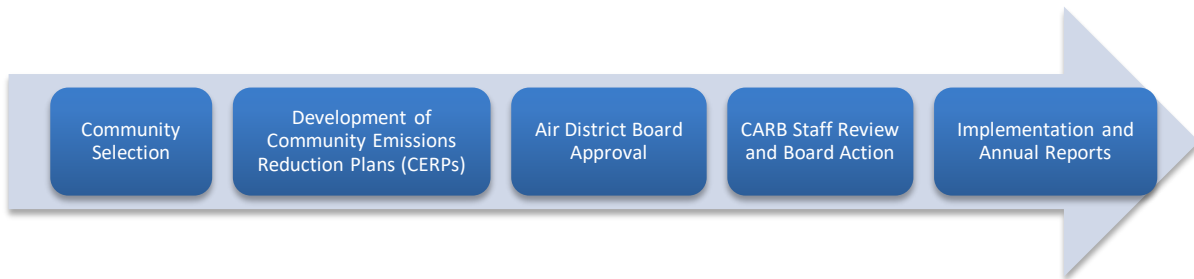 Community
Selection
Development of
Community Emissions
Reduction Plans (CERPs)
Air District Board
Approval
CARB Staff Review
and Board Action
Implementation and
Annual Reports